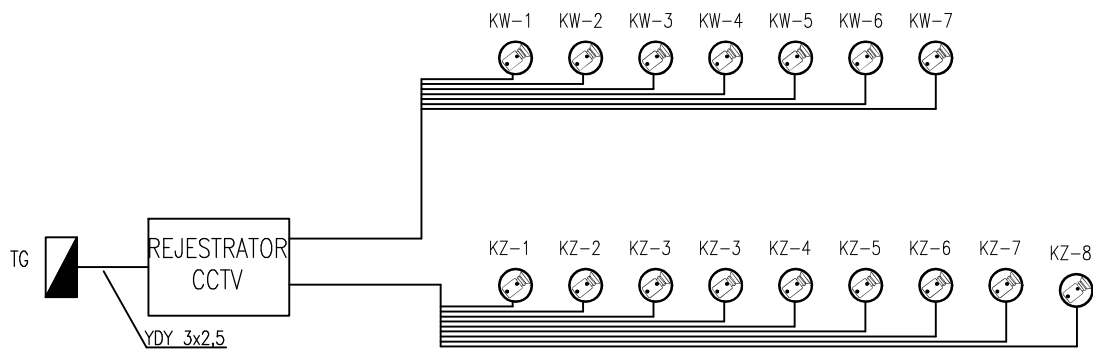 KW-1 KW-2 KW-3 KW-4 KW-5 KW-6 KW-7
KZ-1 KZ-2 KZ-3 KZ-3 KZ-4 KZ-5 KZ-6 KZ-7 KZ-8
TG
REJESTRATOR
CCTV
YDY 3x2,5